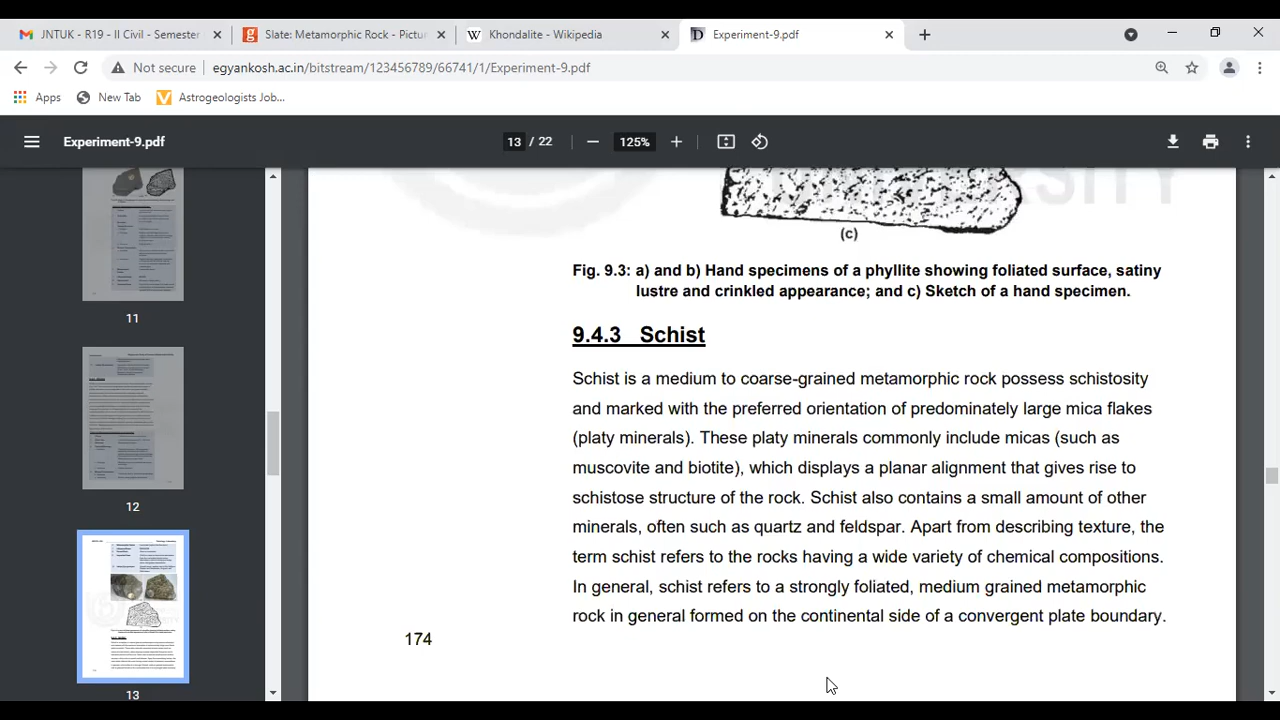 JNTUK - R19 - II Civil - Semester
Slate: Metamorphic Rock - Pictu
Khondalite - Wikipedia
Experiment-9.pdf
Not secure
egyankosh.ac.in/bitstream/123456789/66741/1/Experiment-9.pdf
Apps
New Tab
Astrogeologists Job...
Experiment-9.pdf
13 / 22
125%
11
12
13
(c)
Fig. 9.3: a) and b) Hand specimens of a phyllite showing foliated surface, satiny
lustre and crinkled appearance; and c) Sketch of a hand specimen.
9.4.3 Schist
Schist is a medium to coarse-grained metamorphic rock possess schistosity
and marked with the preferred orientation of predominately large mica flakes
(platy minerals). These platy minerals commonly include micas (such as
muscovite and biotite), which displays a planar alignment that gives rise to
schistose structure of the rock. Schist also contains a small amount of other
minerals, often such as quartz and feldspar. Apart from describing texture, the
term schist refers to the rocks having a wide variety of chemical compositions.
In general, schist refers to a strongly foliated, medium grained metamorphic
rock in general formed on the continental side of a convergent plate boundary.
174